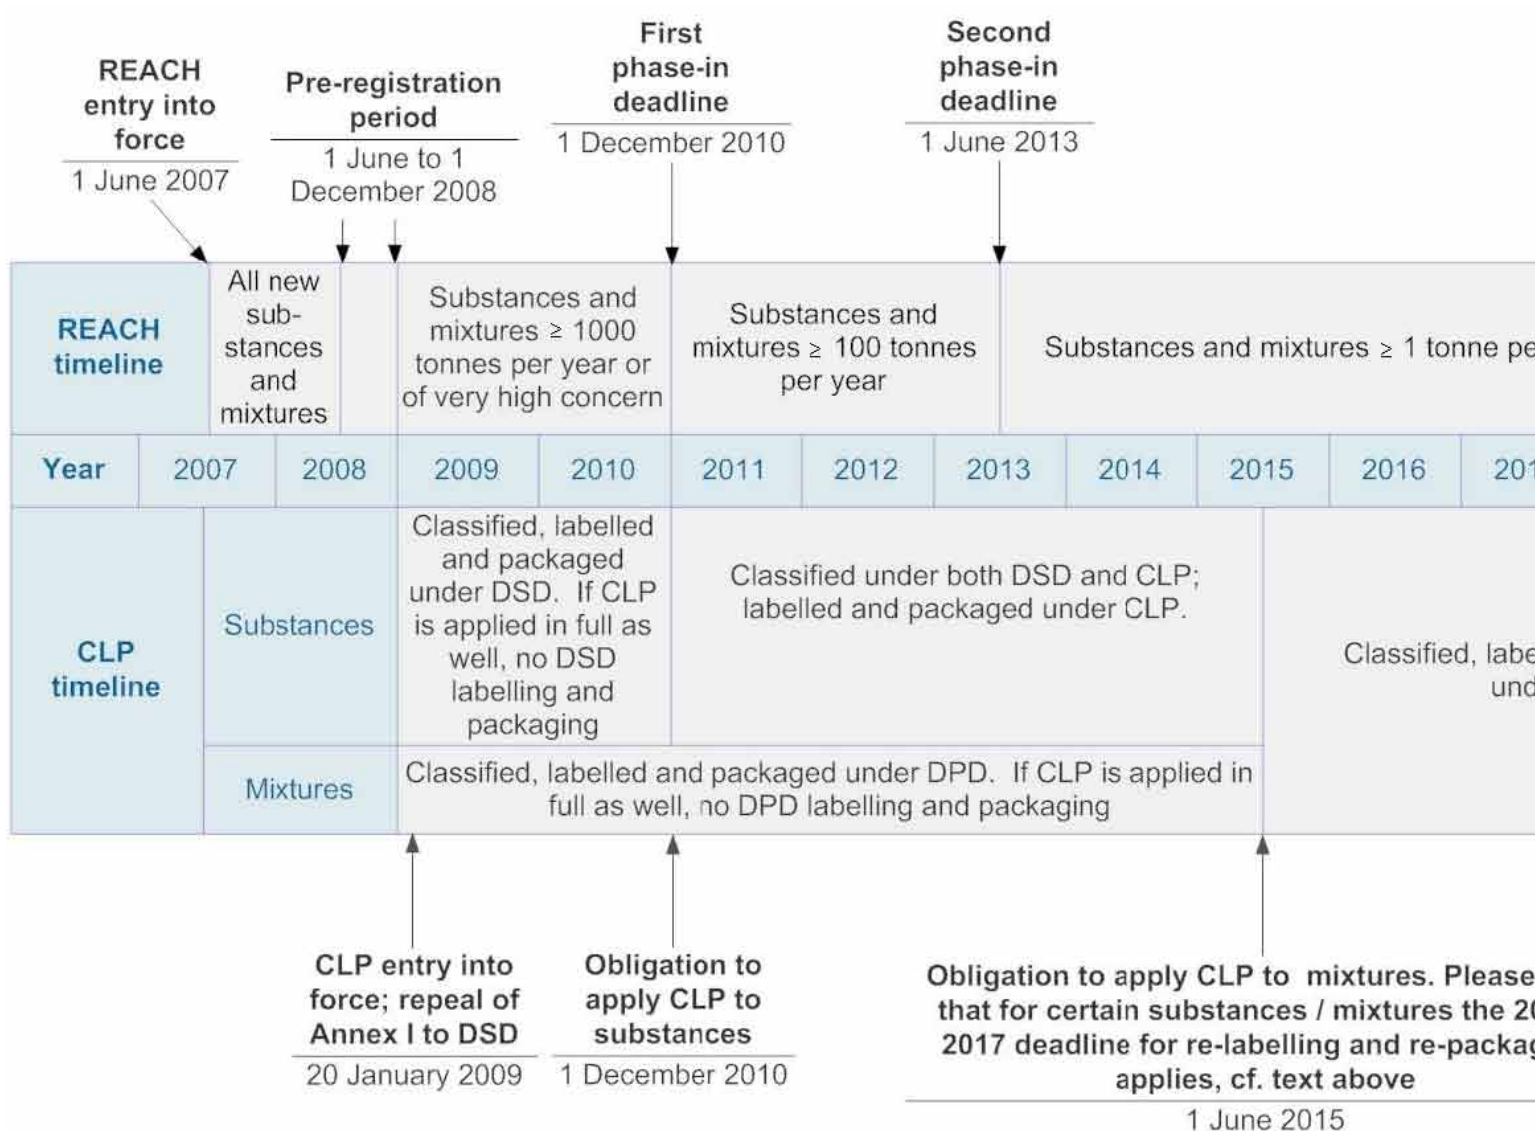 REACH
entry into
force
1 June 2007
Pre-registration
period
1 June to 1
December 2008
First
phase-in
deadline
1 December 2010
Second
phase-in
deadline
1 June 2013
REACH
timeline
All new
sub-
stances
and
mixtures
Substances and
mixtures ≥ 1000
tonnes per year or
of very high concern
Substances and
mixtures ≥ 100 tonnes
per year
Substances and mixtures ≥ 1 tonne pe
Year 2007 2008 2009 2010 2011 2012 2013 2014 2015 2016 201
CLP
timeline
Substances
Classified, labelled
and packaged
under DSD. If CLP
is applied in full as
well, no DSD
labelling and
packaging
Classified under both DSD and CLP;
labelled and packaged under CLP.
Classified, labe
und
Mixtures
Classified, labelled and packaged under DPD. If CLP is applied in
full as well, no DPD labelling and packaging
CLP entry into
force; repeal of
Annex I to DSD
20 January 2009
Obligation to
apply CLP to
substances
1 December 2010
Obligation to apply CLP to mixtures. Please
that for certain substances / mixtures the 20
2017 deadline for re-labelling and re-packag
applies, cf. text above
1 June 2015